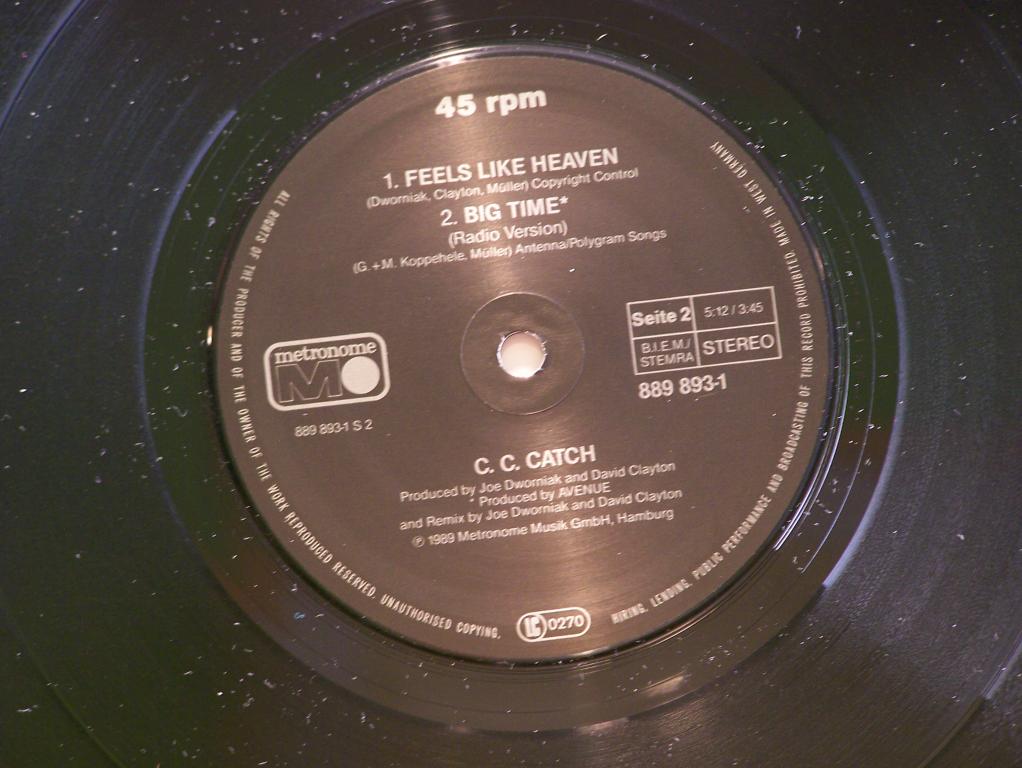 45 rpm
1. FEELS LIKE HEAVEN
(Dworniak, Clayton, Müller) Copyright Control
2. BIG TIME*
(Radio Version)
(G. + M. Koppehele, Müller) Antenna/Polygram Songs
metronome
M
889 893-1 S 2
Seite 2
5:12 / 3:45
B.I.E.M./
STEMRA
STEREO
889 893-1
C. C. CATCH
Produced by Joe Dworniak and David Clayton
* Produced by AVENUE
and Remix by Joe Dworniak and David Clayton
℗ 1989 Metronome Musik GmbH, Hamburg
LC 0270
ALL RIGHTS OF THE PRODUCER AND OF THE OWNER OF THE WORK REPRODUCED RESERVED. UNAUTHORISED COPYING, HIRING, LENDING, PUBLIC PERFORMANCE AND BROADCASTING OF THIS RECORD PROHIBITED. MADE IN WEST GERMANY